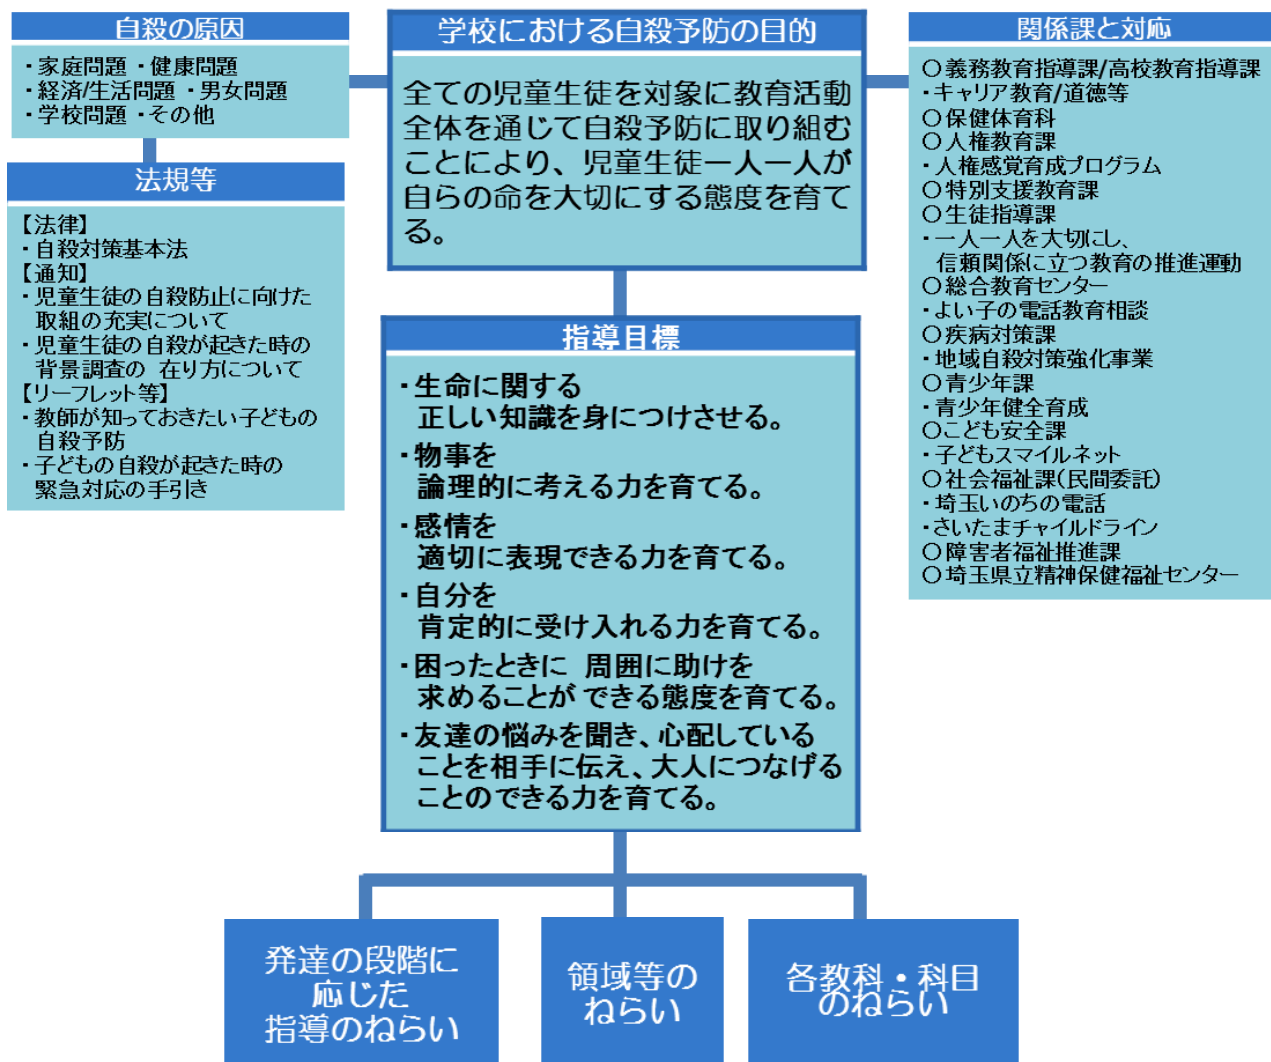 自殺の原因
・家庭問題 ・健康問題
・経済/生活問題 ・男女問題
・学校問題 ・その他
法規等
【法律】
・自殺対策基本法
【通知】
・児童生徒の自殺防止に向けた
取組の充実について
・児童生徒の自殺が起きた時の
背景調査の 在り方について
【リーフレット等】
・教師が知っておきたい子どもの
自殺予防
・子どもの自殺が起きた時の
緊急対応の手引き
学校における自殺予防の目的
全ての児童生徒を対象に教育活動
全体を通じて自殺予防に取り組む
ことにより、児童生徒一人一人が
自らの命を大切にする態度を育て
る。
指導目標
・生命に関する
正しい知識を身につけさせる。
・物事を
論理的に考える力を育てる。
・感情を
適切に表現できる力を育てる。
・自分を
肯定的に受け入れる力を育てる。
・困ったときに 周囲に助けを
求めることが できる態度を育てる。
・友達の悩みを聞き、心配している
ことを相手に伝え、大人につなげる
ことのできる力を育てる。
関係課と対応
○義務教育指導課/高校教育指導課
・キャリア教育/道徳等
○保健体育科
○人権教育課
・人権感覚育成プログラム
○特別支援教育課
○生徒指導課
・一人一人を大切にし、
信頼関係に立つ教育の推進運動
○総合教育センター
・よい子の電話教育相談
○疾病対策課
・地域自殺対策強化事業
○青少年課
・青少年健全育成
○こども安全課
・子どもスマイルネット
○社会福祉課(民間委託)
・埼玉いのちの電話
・さいたまチャイルドライン
○障害者福祉推進課
○埼玉県立精神保健福祉センター
発達の段階に
応じた
指導のねらい
領域等の
ねらい
各教科・科目
のねらい